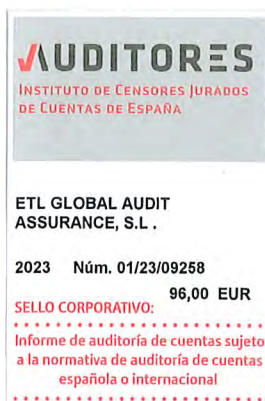 AUDITORES
INSTITUTO DE CENSORES JURADOS
DE CUENTAS DE ESPAÑA
ETL GLOBAL AUDIT
ASSURANCE, S.L .
2023 Núm. 01/23/09258
96,00 EUR
SELLO CORPORATIVO:
Informe de auditoría de cuentas sujeto
a la normativa de auditoría de cuentas
española o internacional